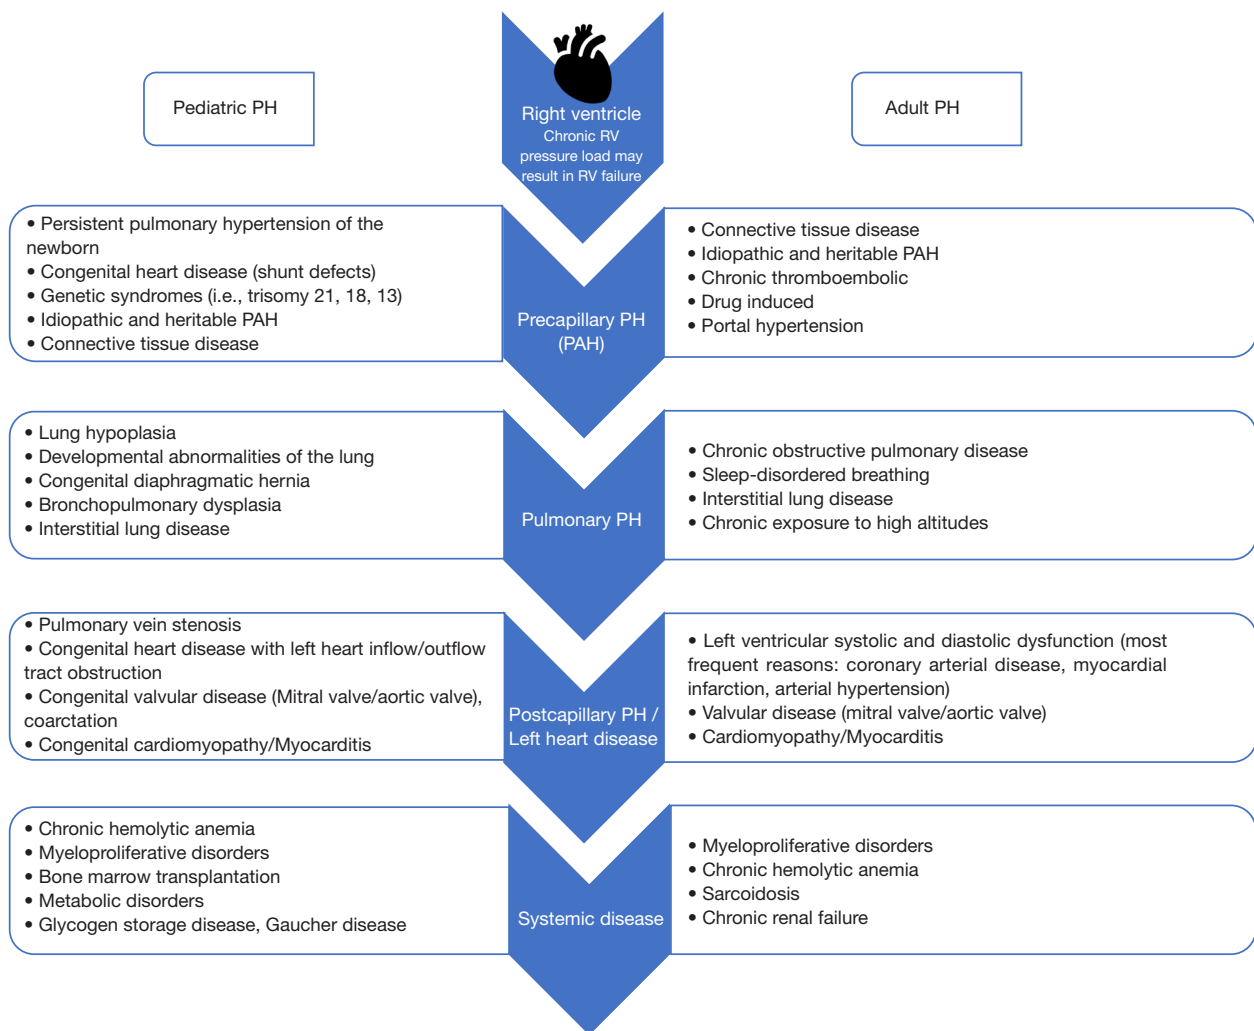 Pediatric PH
Right ventricle
Chronic RV
pressure load may
result in RV failure
Adult PH
• Persistent pulmonary hypertension of the
newborn
• Congenital heart disease (shunt defects)
• Genetic syndromes (i.e., trisomy 21, 18, 13)
• Idiopathic and heritable PAH
• Connective tissue disease
Precapillary PH
(PAH)
• Connective tissue disease
• Idiopathic and heritable PAH
• Chronic thromboembolic
• Drug induced
• Portal hypertension
• Lung hypoplasia
• Developmental abnormalities of the lung
• Congenital diaphragmatic hernia
• Bronchopulmonary dysplasia
• Interstitial lung disease
Pulmonary PH
• Chronic obstructive pulmonary disease
• Sleep-disordered breathing
• Interstitial lung disease
• Chronic exposure to high altitudes
• Pulmonary vein stenosis
• Congenital heart disease with left heart inflow/outflow
tract obstruction
• Congenital valvular disease (Mitral valve/aortic valve),
coarctation
• Congenital cardiomyopathy/Myocarditis
Postcapillary PH /
Left heart disease
• Left ventricular systolic and diastolic dysfunction (most
frequent reasons: coronary arterial disease, myocardial
infarction, arterial hypertension)
• Valvular disease (mitral valve/aortic valve)
• Cardiomyopathy/Myocarditis
• Chronic hemolytic anemia
• Myeloproliferative disorders
• Bone marrow transplantation
• Metabolic disorders
• Glycogen storage disease, Gaucher disease
Systemic disease
• Myeloproliferative disorders
• Chronic hemolytic anemia
• Sarcoidosis
• Chronic renal failure